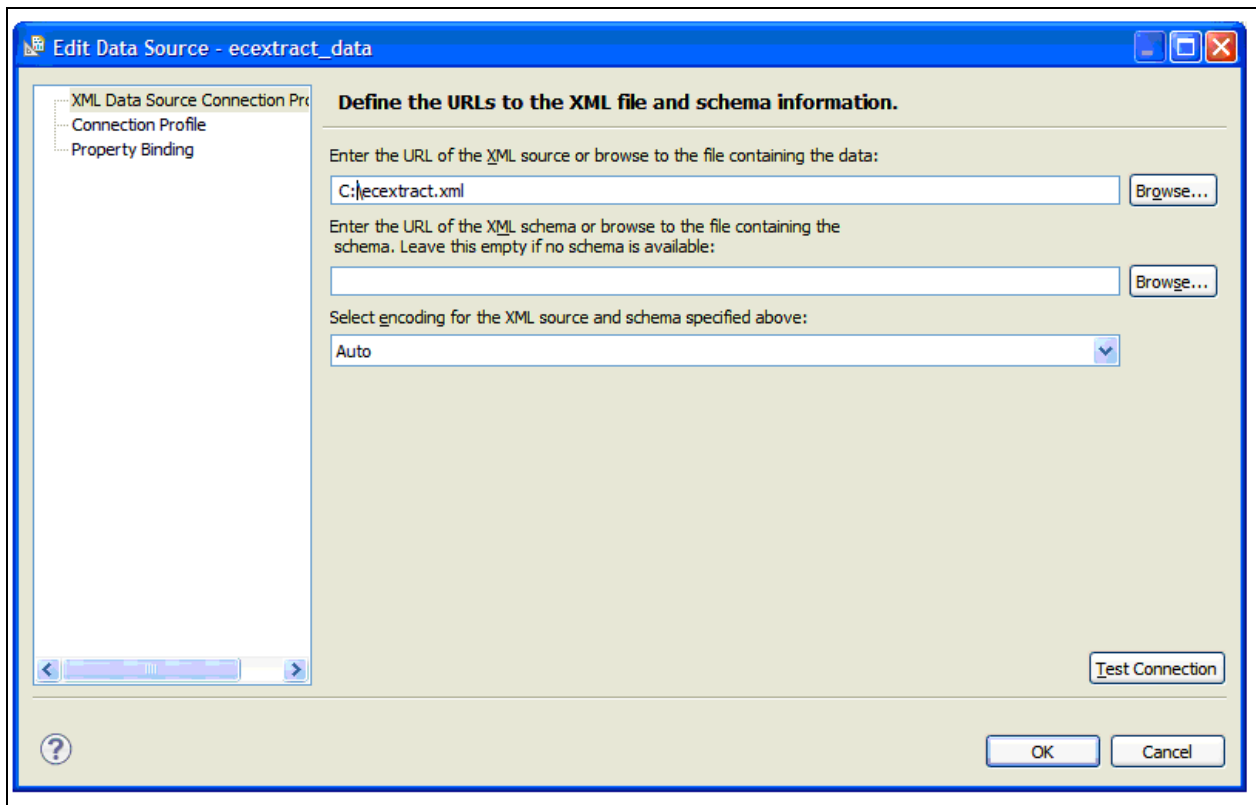 Edit Data Source - ecextract_data
XML Data Source Connection Pro
Connection Profile
Property Binding
Define the URLs to the XML file and schema information.
Enter the URL of the XML source or browse to the file containing the data:
C:\ecextract.xml
Browse...
Enter the URL of the XML schema or browse to the file containing the
schema. Leave this empty if no schema is available:
Browse...
Select encoding for the XML source and schema specified above:
Auto
Test Connection
?
OK
Cancel